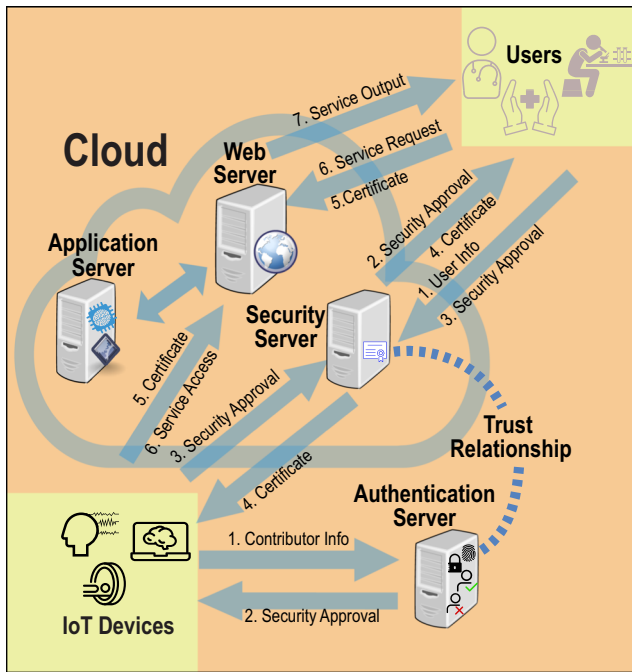 Users
7. Service Output
Cloud
Web
Server
6. Service Request
5.Certificate
2. Security Approval
4. Certificate
1. User Info
3. Security Approval
Application
Server
Security
Server
5. Certificate
6. Service Access
3. Security Approval
4. Certificate
Trust
Relationship
Authentication
Server
1. Contributor Info
2. Security Approval
IoT Devices